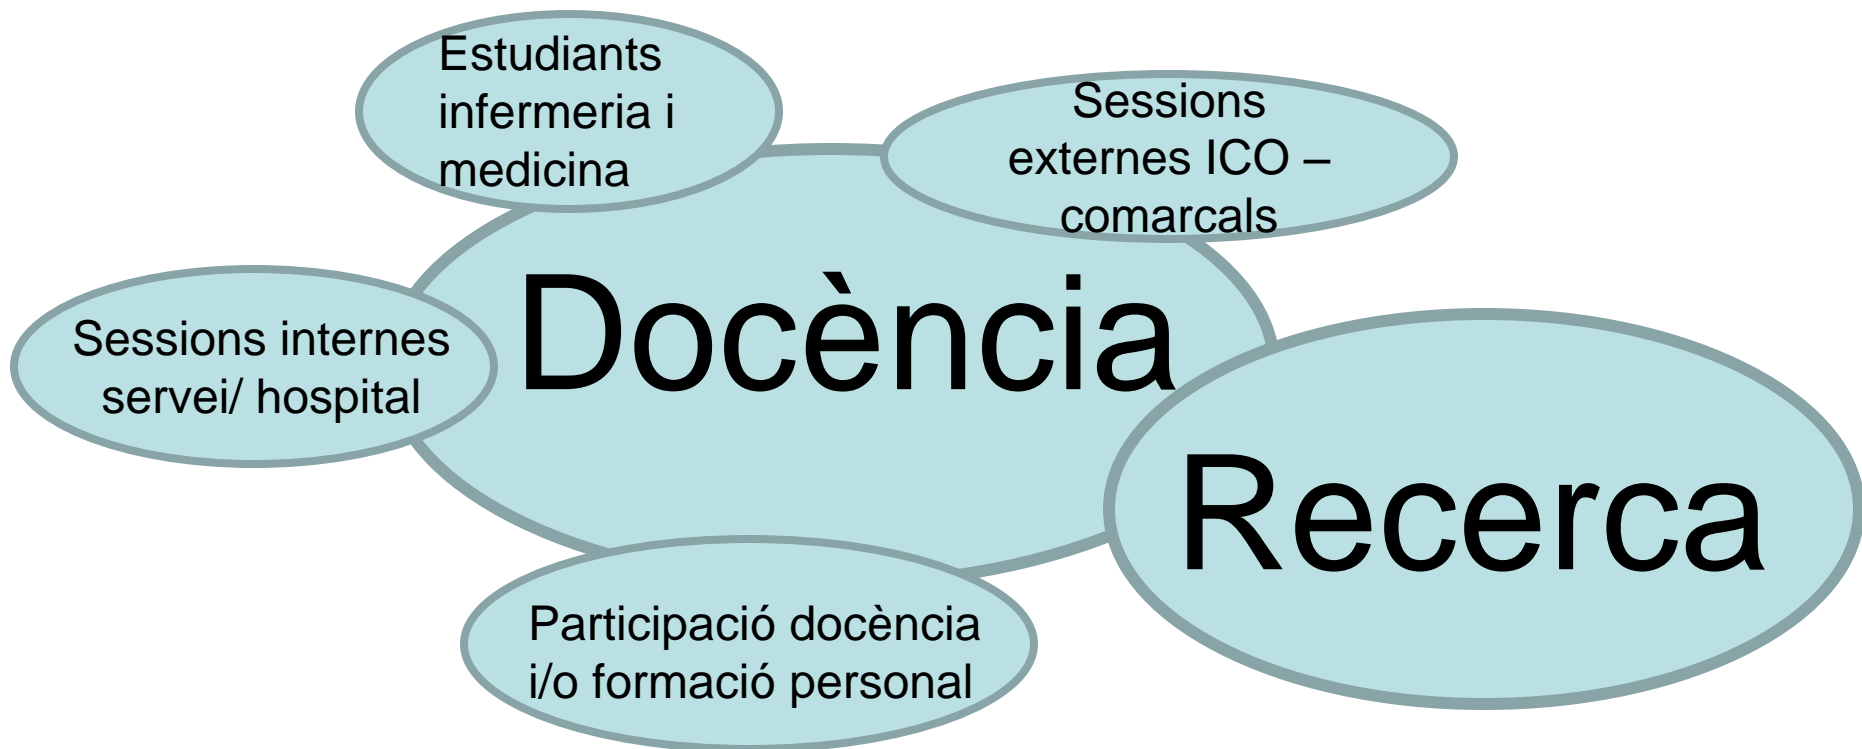 Estudiants
infermeria i
medicina
Sessions
externes ICO –
comarcals
Docència
Sessions internes
servei/ hospital
Recerca
Participació docència
i/o formació personal